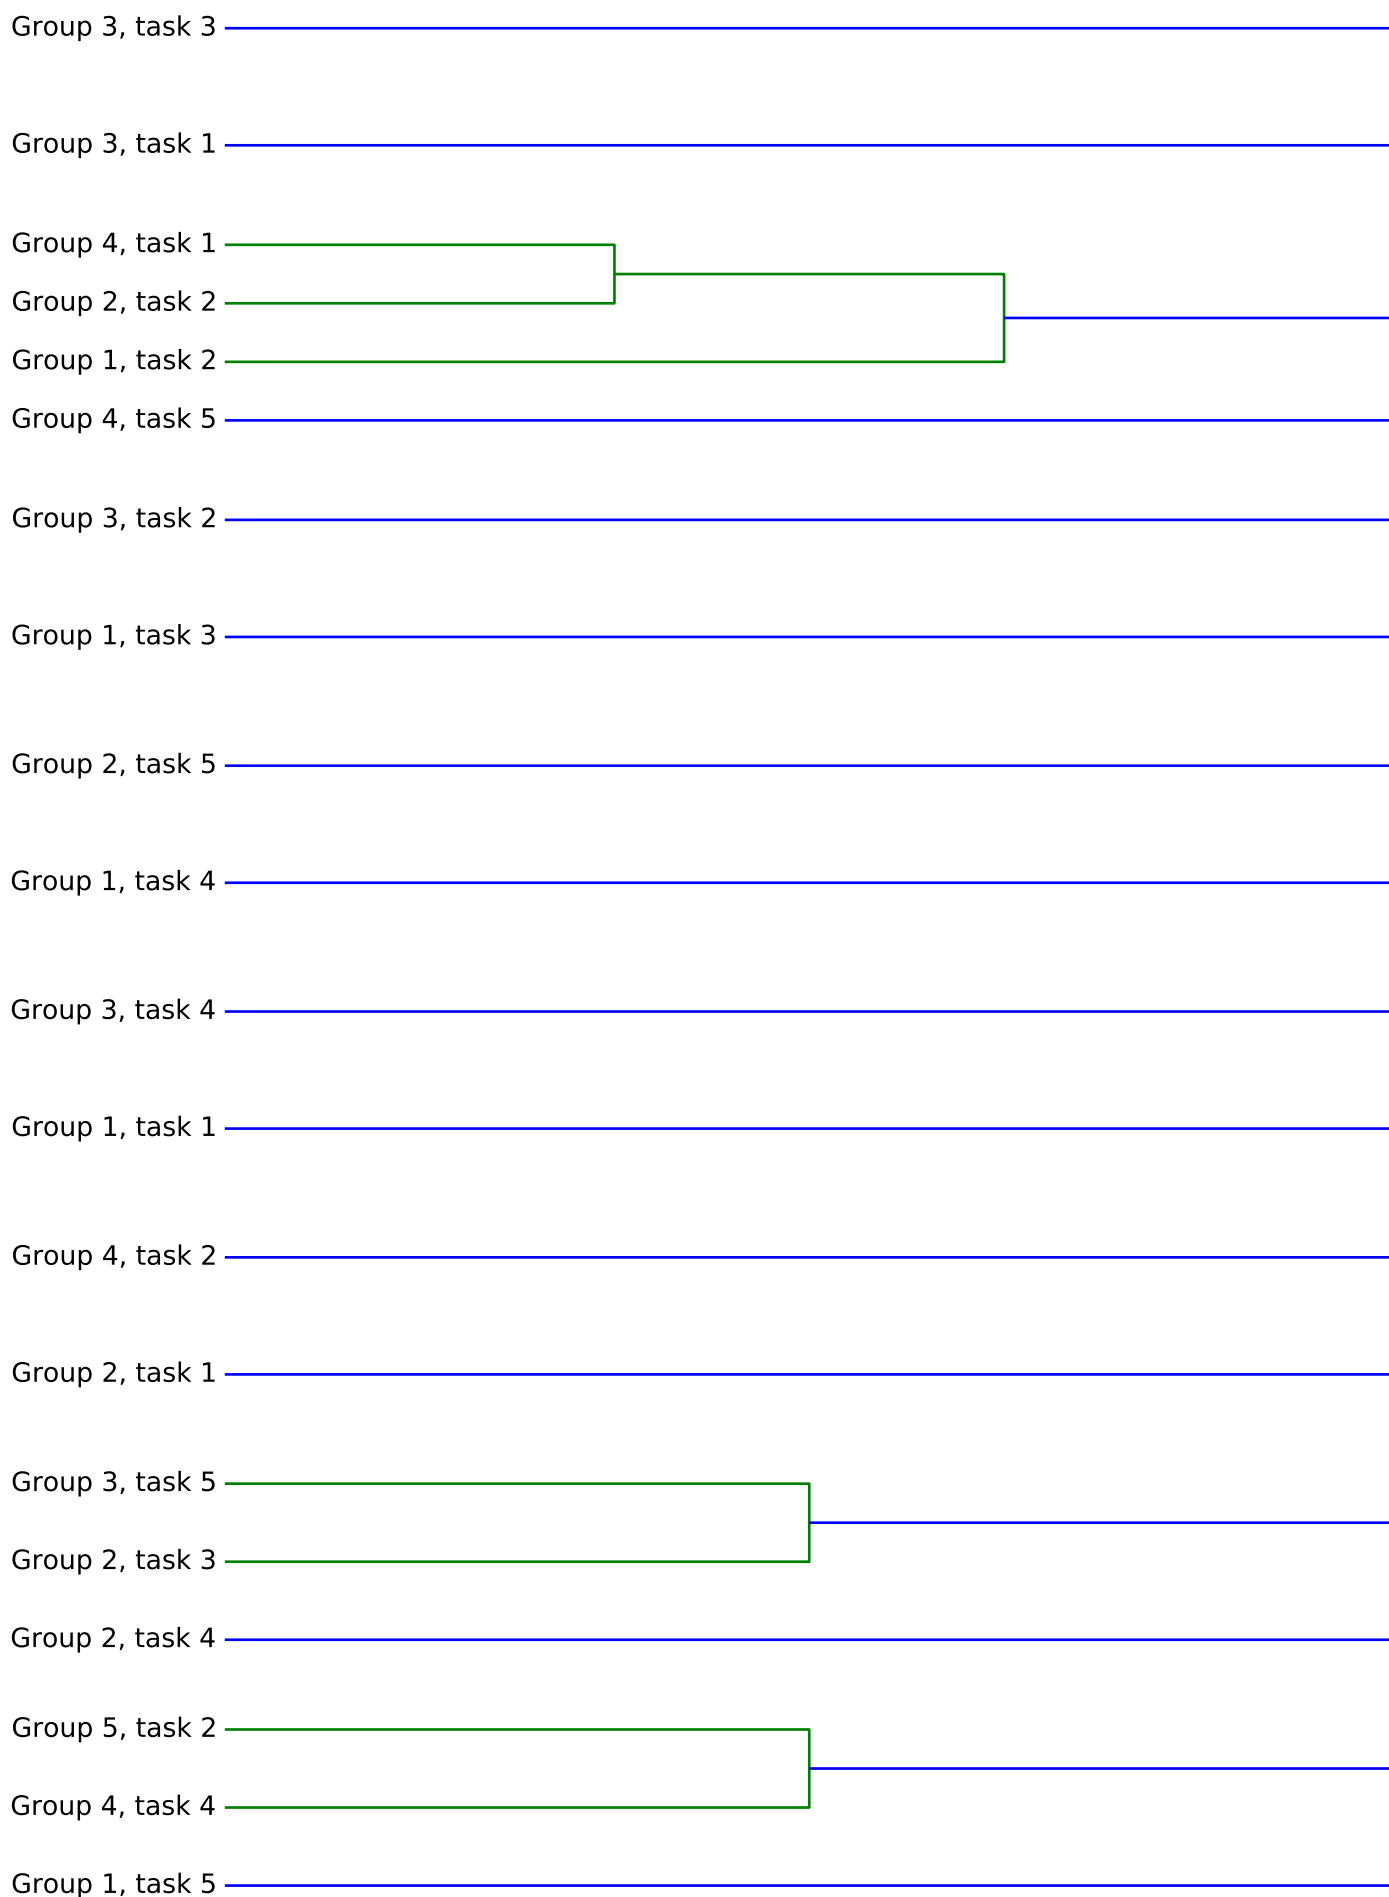 Group 3, task 3
Group 3, task 1
Group 4, task 1
Group 2, task 2
Group 1, task 2
Group 4, task 5
Group 3, task 2
Group 1, task 3
Group 2, task 5
Group 1, task 4
Group 3, task 4
Group 1, task 1
Group 4, task 2
Group 2, task 1
Group 3, task 5
Group 2, task 3
Group 2, task 4
Group 5, task 2
Group 4, task 4
Group 1, task 5